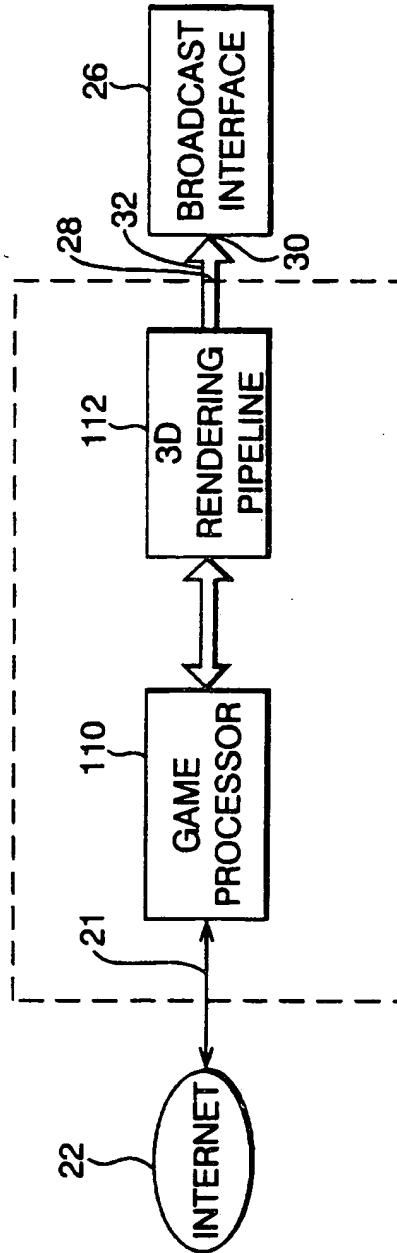 22
INTERNET
21
110
GAME
PROCESSOR
112
3D
RENDERING
PIPELINE
32
28
30
26
BROADCAST
INTERFACE